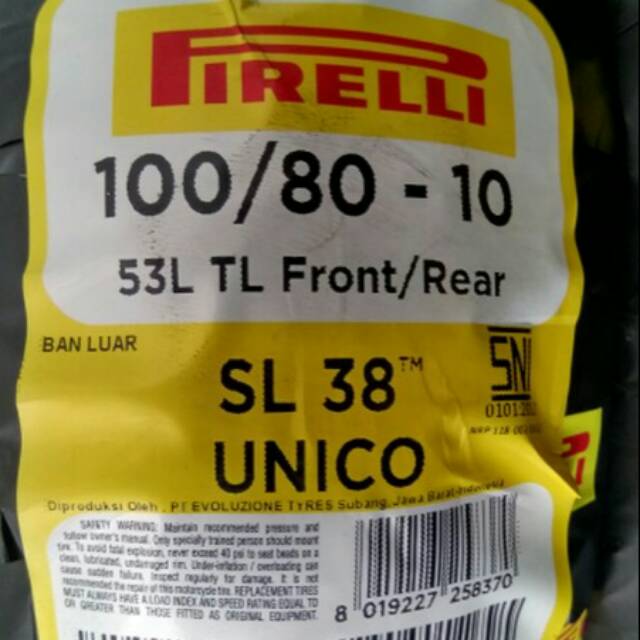 PIRELLI
100/80 - 10
53L TL Front/Rear
BAN LUAR
SL 38™
UNICO
SNI
Diproduksi Oleh . PT EVOLUZIONE TYRES Subang, Jawa Barat-Indonesia
SAFETY WARNING: Maintain recommended pressure and
follow owner's manual. Only specially trained person should mount
tire. To avoid total explosion, never exceed 40 psi to seat beads on a
clean, lubricated, undamaged rim. Under-inflation / overloading can
cause sudden failure. Inspect regularly for damage. It is not
recommended the repair of this motorcycle tire. REPLACEMENT TIRES
MUST ALWAYS HAVE A LOAD INDEX AND SPEED RATING EQUAL TO
OR GREATER THAN THOSE FITTED AS ORIGINAL EQUIPMENT.
8 019227 258370